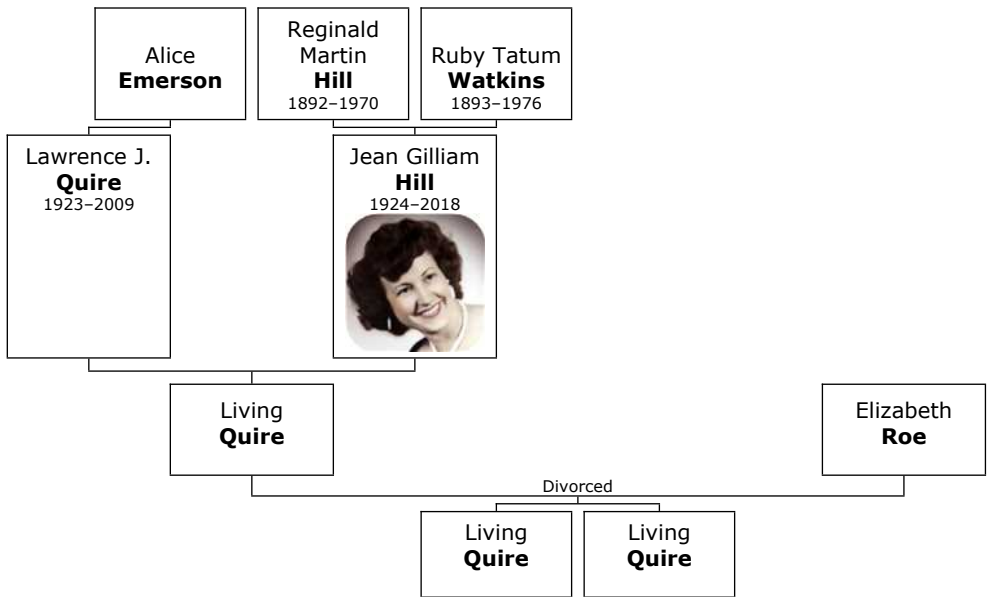 Alice
Emerson
Reginald
Martin
Hill
1892–1970
Ruby Tatum
Watkins
1893–1976
Lawrence J.
Quire
1923–2009
Jean Gilliam
Hill
1924–2018
Living
Quire
Elizabeth
Roe
Divorced
Living
Quire
Living
Quire